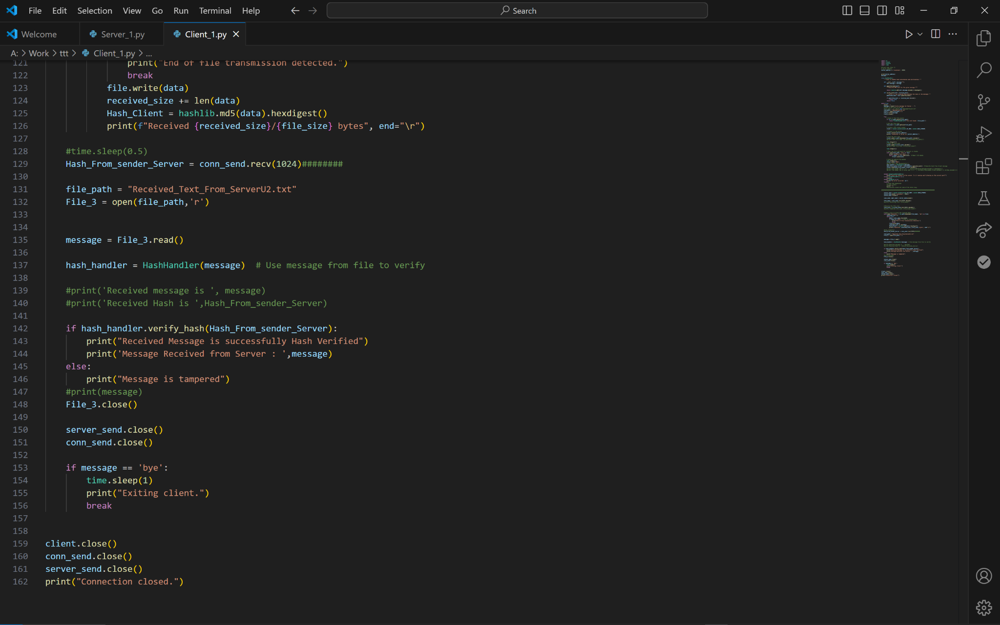 File Edit Selection View Go Run Terminal Help Search
Welcome Server_1.py Client_1.py
A: > Work > ttt > Client_1.py > ...
121 print("End of file transmission detected.")
122 break
123 file.write(data)
124 received_size += len(data)
125 Hash_Client = hashlib.md5(data).hexdigest()
126 print(f"Received {received_size}/{file_size} bytes", end="\r")
127
128 #time.sleep(0.5)
129 Hash_From_sender_Server = conn_send.recv(1024)########
130
131 file_path = "Received_Text_From_ServerU2.txt"
132 File_3 = open(file_path,'r')
133
134
135 message = File_3.read()
136
137 hash_handler = HashHandler(message)  # Use message from file to verify
138
139 #print('Received message is ', message)
140 #print('Received Hash is ',Hash_From_sender_Server)
141
142 if hash_handler.verify_hash(Hash_From_sender_Server):
143 print("Received Message is successfully Hash Verified")
144 print('Message Received from Server : ',message)
145 else:
146 print("Message is tampered")
147 #print(message)
148 File_3.close()
149
150 server_send.close()
151 conn_send.close()
152
153 if message == 'bye':
154 time.sleep(1)
155 print("Exiting client.")
156 break
157
158
159 client.close()
160 conn_send.close()
161 server_send.close()
162 print("Connection closed.")